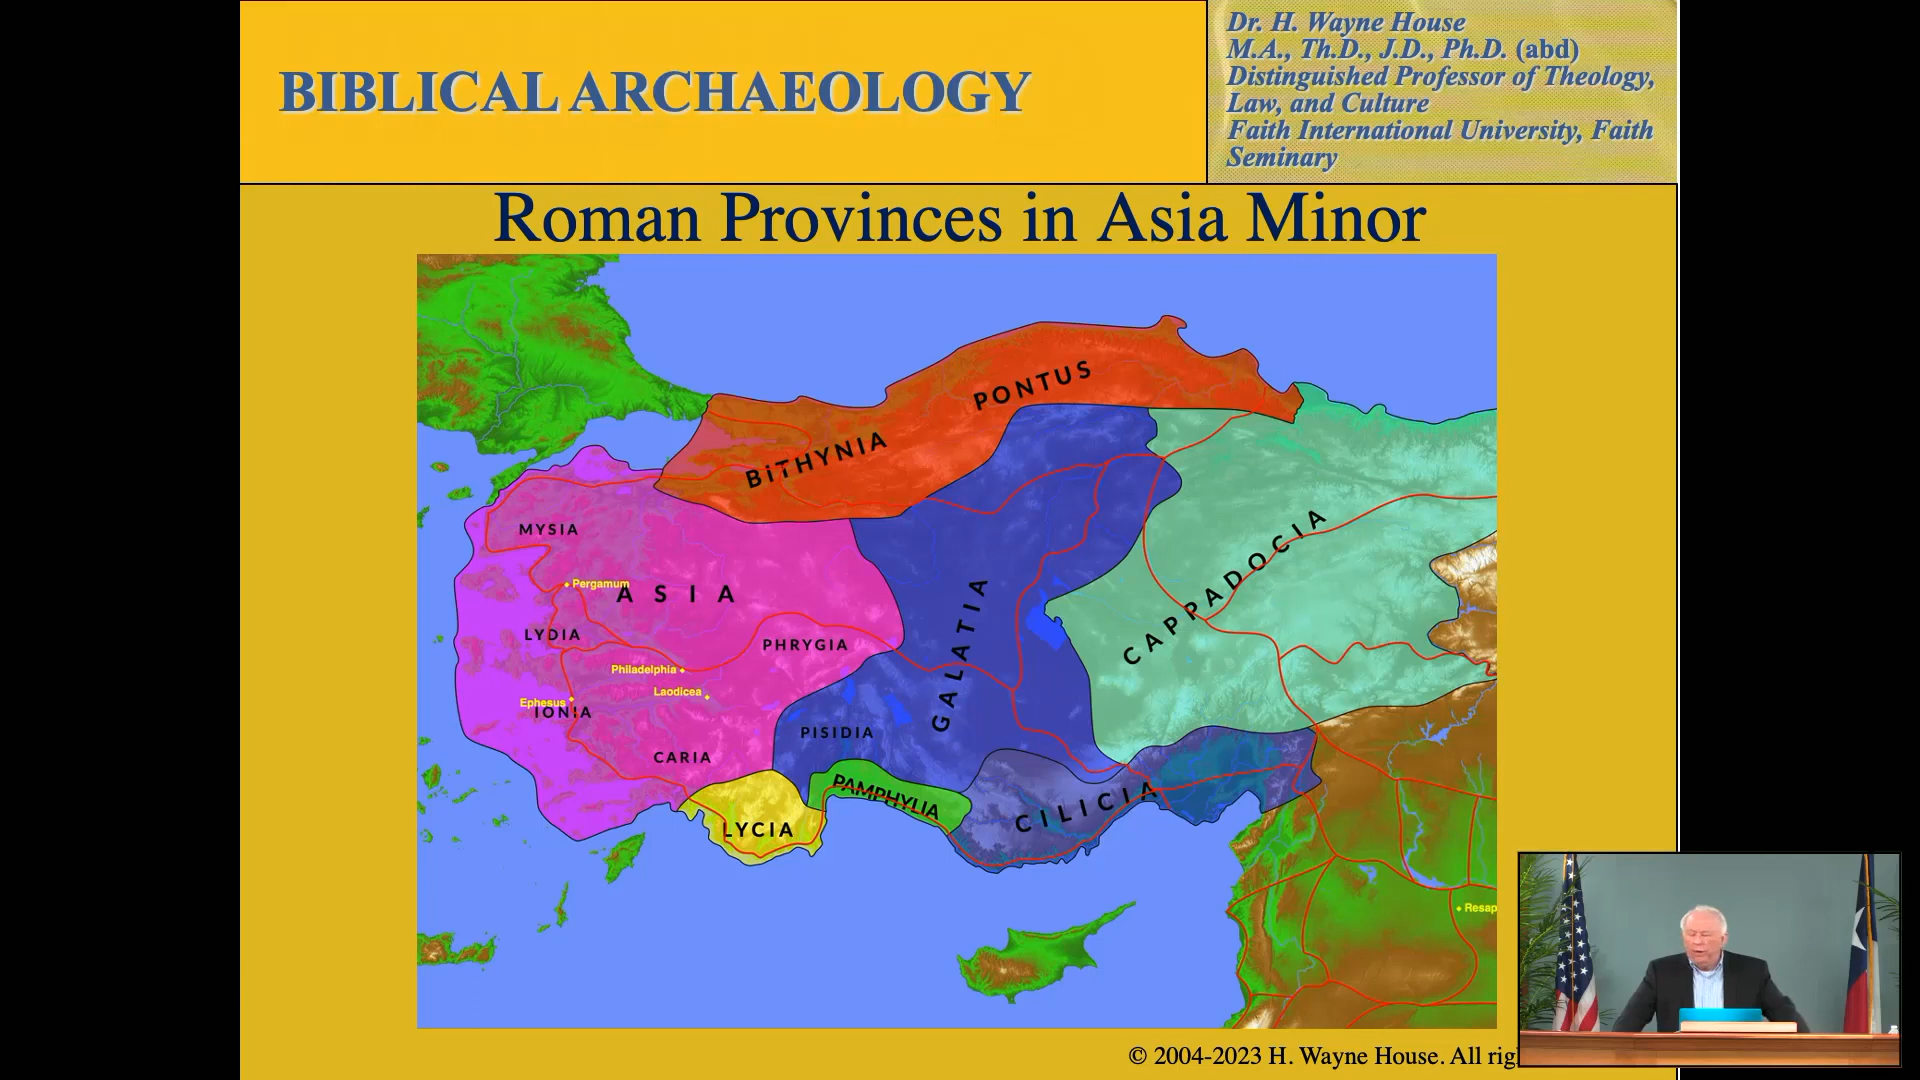 BIBLICAL ARCHAEOLOGY
Dr. H. Wayne House
M.A., Th.D., J.D., Ph.D. (abd)
Distinguished Professor of Theology,
Law, and Culture
Faith International University, Faith
Seminary
Roman Provinces in Asia Minor
PONTUS
BiTHYNIA
MYSIA
Pergamum
ASIA
CAPPADOCIA
LYDIA
PHRYGIA
GALATIA
Philadelphia
Laodicea
Ephesus
IONIA
PISIDIA
CARIA
PAMPHYLIA
CILICIA
LYCIA
Resap
© 2004-2023 H. Wayne House. All rig